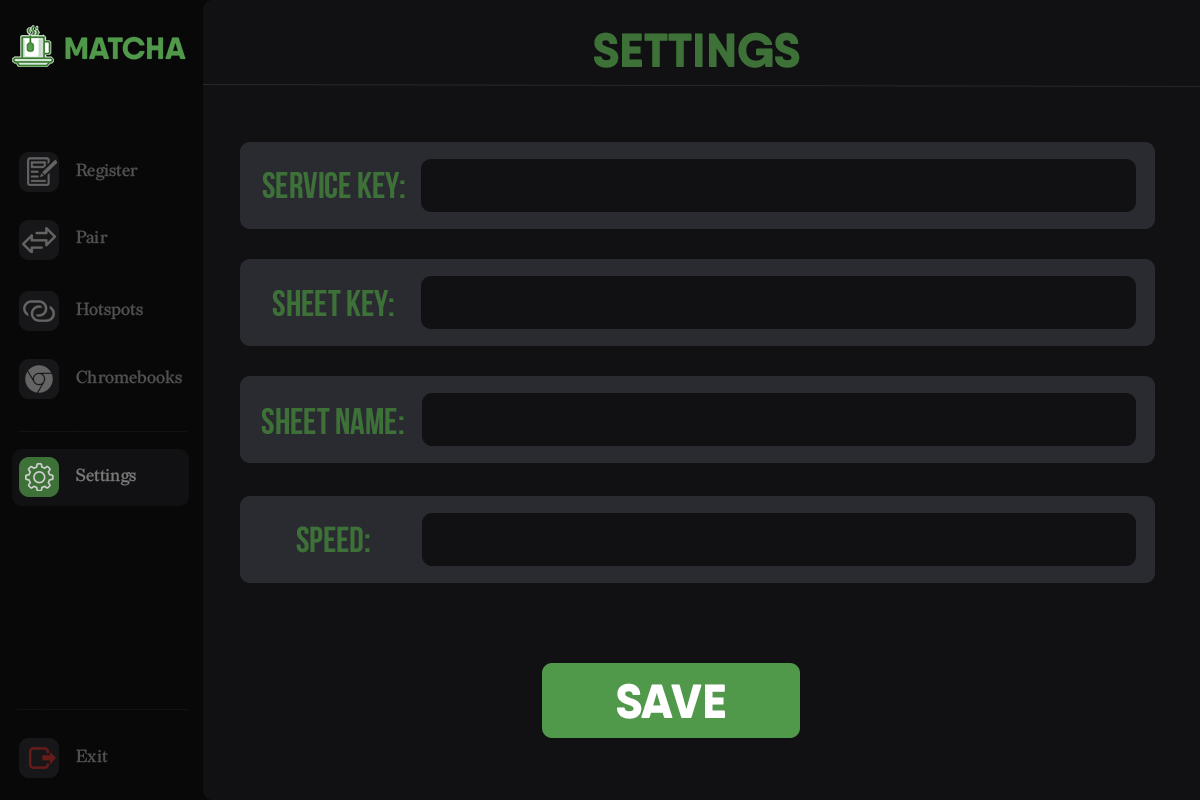 MATCHA
Register
Pair
Hotspots
Chromebooks
Settings
Exit
SETTINGS
SERVICE KEY:
SHEET KEY:
SHEET NAME:
SPEED:
SAVE